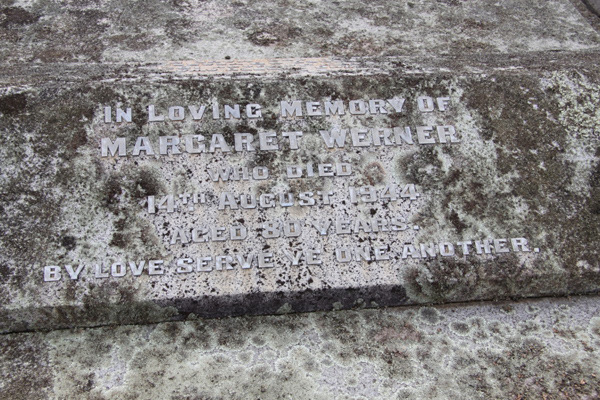 IN LOVING MEMORY OF
MARGARET WERNER
WHO DIED
14TH AUGUST 1944
AGED 80 YEARS.
BY LOVE SERVE YE ONE ANOTHER.